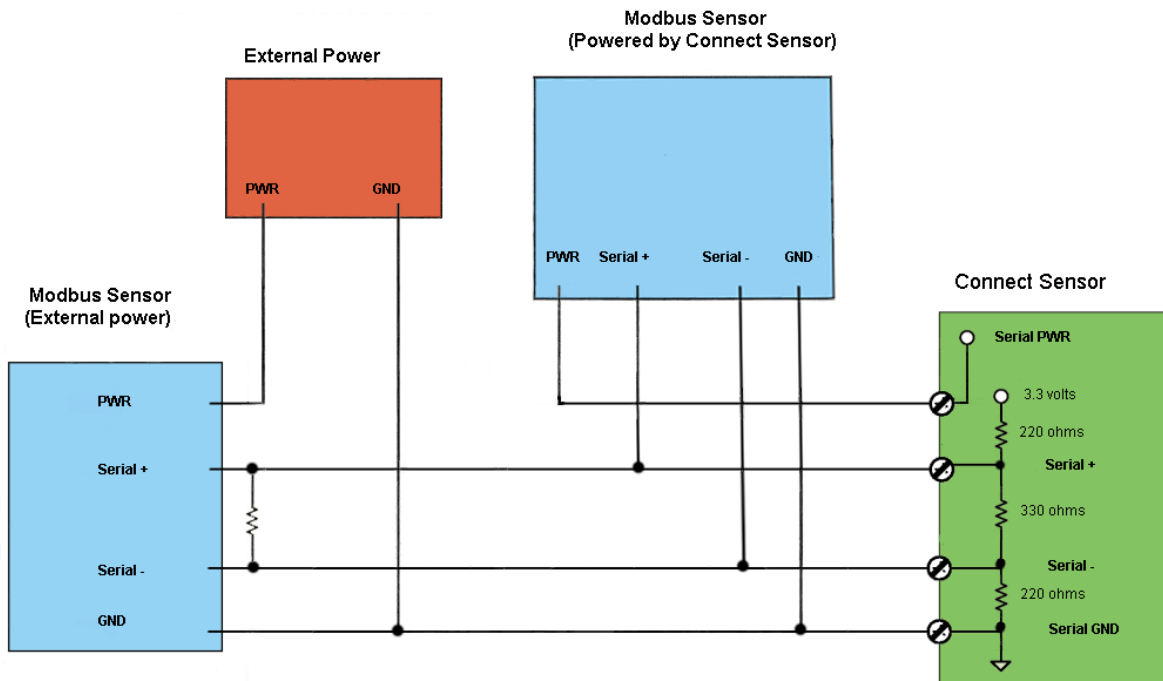 Modbus Sensor
(Powered by Connect Sensor)
External Power
PWR
GND
PWR
Serial +
Serial -
GND
Modbus Sensor
(External power)
Connect Sensor
Serial PWR
PWR
3.3 volts
220 ohms
Serial +
Serial +
330 ohms
Serial -
Serial -
220 ohms
GND
Serial GND